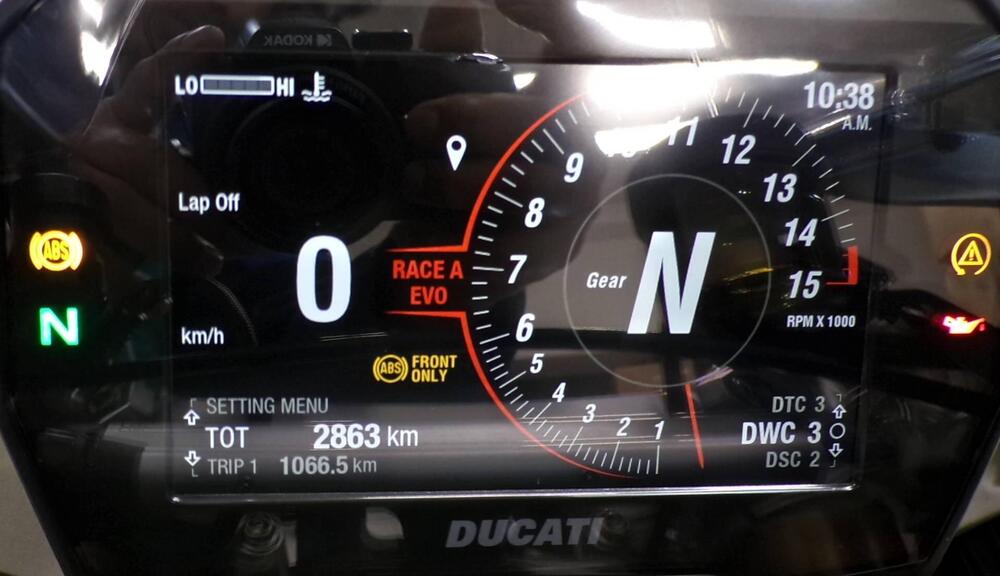 LO HI
10:38
A.M.
Lap Off
0
km/h
RACE A
EVO
ABS FRONT
ONLY
ABS
N
Gear N
1
2
3
4
5
6
7
8
9
11
12
13
14
15
RPM X 1000
SETTING MENU
TOT 2863 km
TRIP 1 1066.5 km
DTC 3
DWC 3
DSC 2
DUCATI